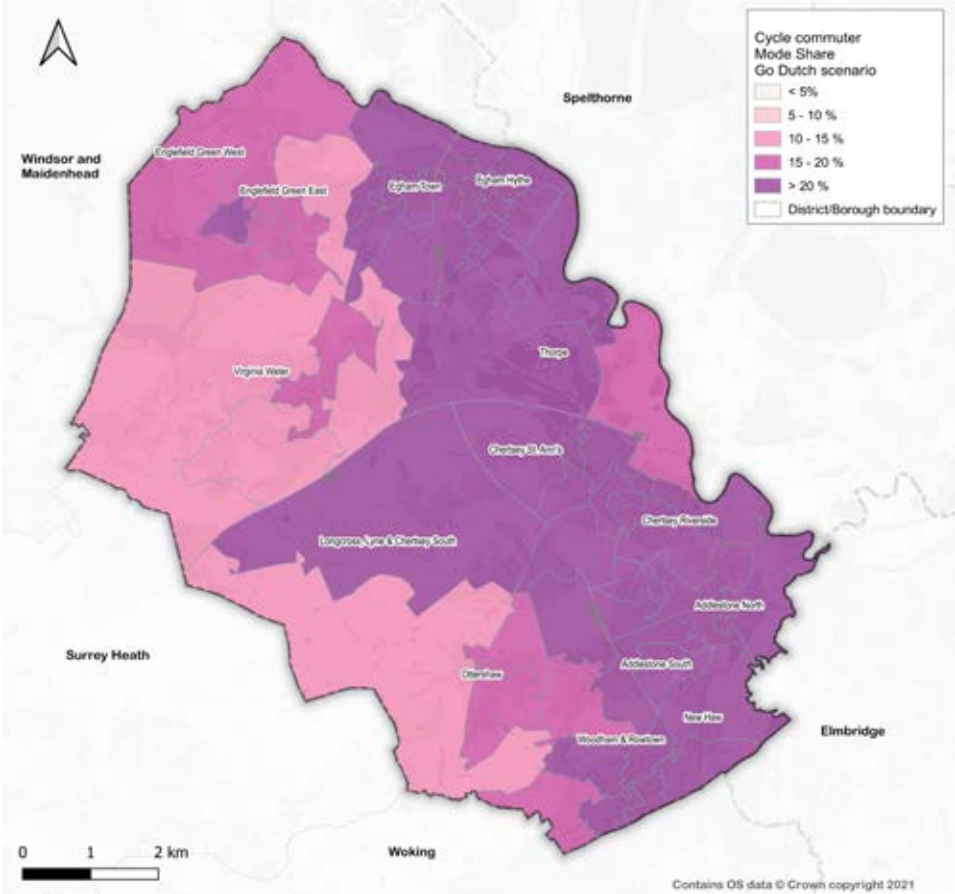 Cycle commuter
Mode Share
Go Dutch scenario
< 5%
5 - 10 %
10 - 15 %
15 - 20 %
> 20 %
District/Borough boundary
Spelthorne
Windsor and
Maidenhead
Englefield Green West
Englefield Green East
Egham Town
Egham Hythe
Thorpe
Virginia Water
Chertsey St. Ann's
Chertsey Riverside
Longcross, Lyne & Chertsey South
Addlestone North
Surrey Heath
Addlestone South
Ottershaw
New Haw
Elmbridge
Woodham & Rowtown
Woking
0 1 2 km
Contains OS data © Crown copyright 2021